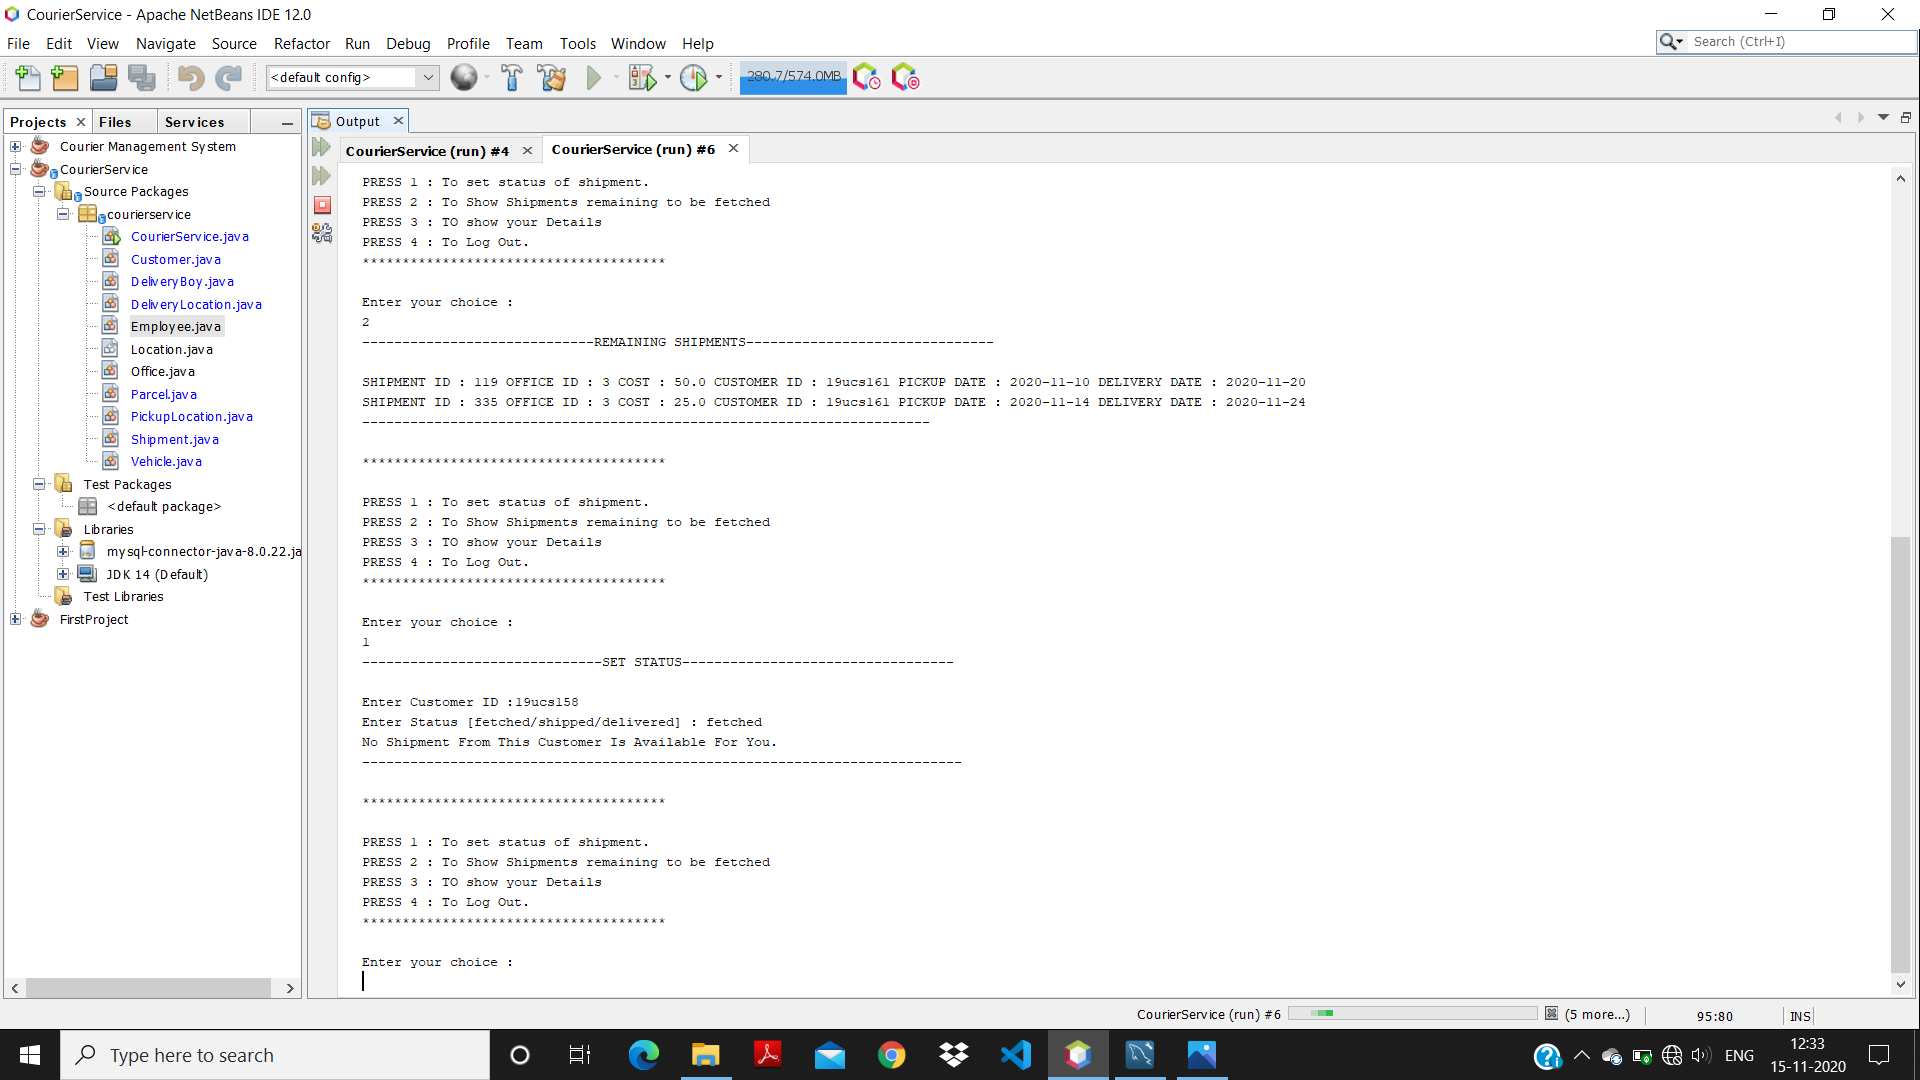 CourierService - Apache NetBeans IDE 12.0
File Edit View Navigate Source Refactor Run Debug Profile Team Tools Window Help
Search (Ctrl+I)
<default config>
280.7/574.0MB
Projects Files Services
Courier Management System
CourierService
Source Packages
courierservice
CourierService.java
Customer.java
DeliveryBoy.java
DeliveryLocation.java
Employee.java
Location.java
Office.java
Parcel.java
PickupLocation.java
Shipment.java
Vehicle.java
Test Packages
<default package>
Libraries
mysql-connector-java-8.0.22.ja
JDK 14 (Default)
Test Libraries
FirstProject
Output
CourierService (run) #4 CourierService (run) #6
PRESS 1 : To set status of shipment.
PRESS 2 : To Show Shipments remaining to be fetched
PRESS 3 : TO show your Details
PRESS 4 : To Log Out.
**************************************
Enter your choice :
2
-----------------------------REMAINING SHIPMENTS-------------------------------
SHIPMENT ID : 119 OFFICE ID : 3 COST : 50.0 CUSTOMER ID : 19ucs161 PICKUP DATE : 2020-11-10 DELIVERY DATE : 2020-11-20
SHIPMENT ID : 335 OFFICE ID : 3 COST : 25.0 CUSTOMER ID : 19ucs161 PICKUP DATE : 2020-11-14 DELIVERY DATE : 2020-11-24
-----------------------------------------------------------------------
**************************************
PRESS 1 : To set status of shipment.
PRESS 2 : To Show Shipments remaining to be fetched
PRESS 3 : TO show your Details
PRESS 4 : To Log Out.
**************************************
Enter your choice :
1
------------------------------SET STATUS----------------------------------
Enter Customer ID :19ucs158
Enter Status [fetched/shipped/delivered] : fetched
No Shipment From This Customer Is Available For You.
---------------------------------------------------------------------------
**************************************
PRESS 1 : To set status of shipment.
PRESS 2 : To Show Shipments remaining to be fetched
PRESS 3 : TO show your Details
PRESS 4 : To Log Out.
**************************************
Enter your choice :
CourierService (run) #6 (5 more...) 95:80 INS
Type here to search
ENG
12:33
15-11-2020